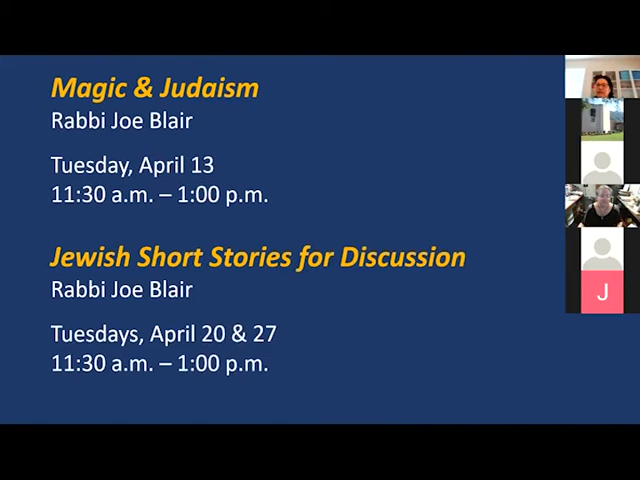 Magic & Judaism
Rabbi Joe Blair
Tuesday, April 13
11:30 a.m. – 1:00 p.m.
Jewish Short Stories for Discussion
Rabbi Joe Blair
Tuesdays, April 20 & 27
11:30 a.m. – 1:00 p.m.
J